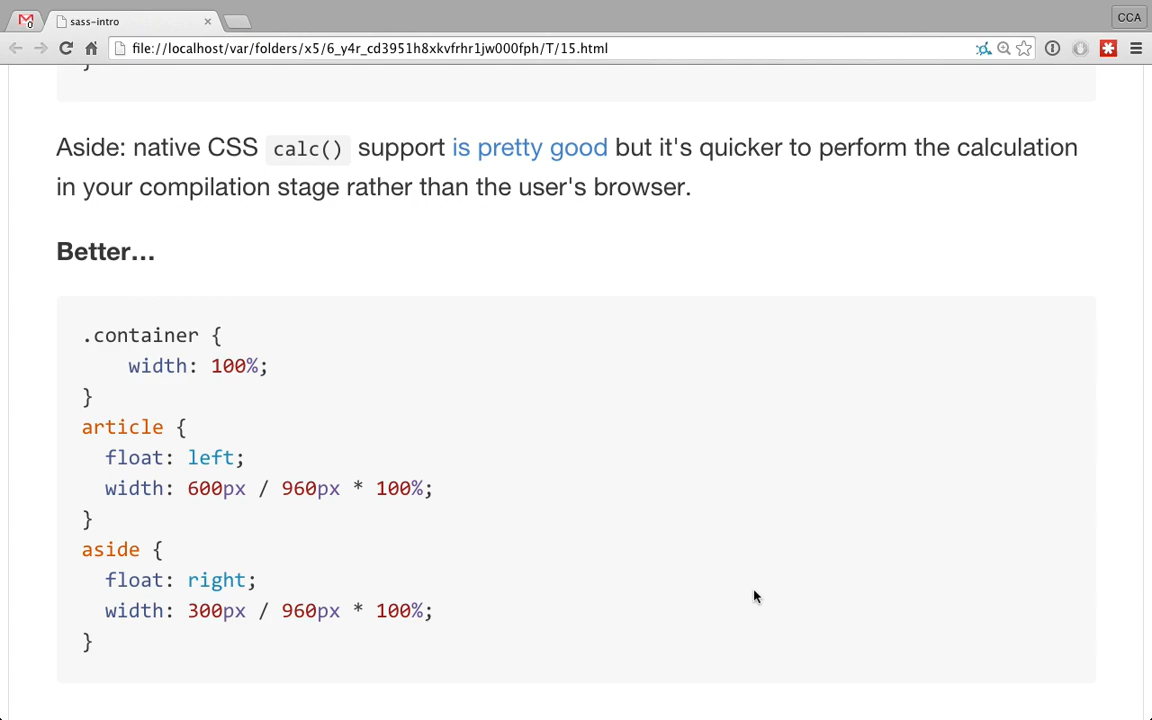 sass-intro
CCA
0
file://localhost/var/folders/x5/6_y4r_cd3951h8xkvfrhr1jw000fph/T/15.html
}
Aside: native CSS calc() support is pretty good but it's quicker to perform the calculation
in your compilation stage rather than the user's browser.
Better…
.container {
    width: 100%;
}
article {
  float: left;
  width: 600px / 960px * 100%;
}
aside {
  float: right;
  width: 300px / 960px * 100%;
}